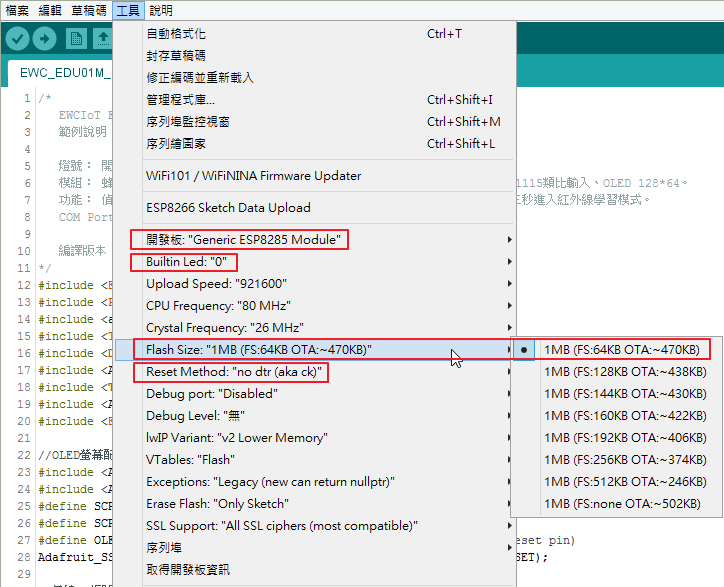 檔案 編輯 草稿碼 工具 說明
EWC_EDU01M_
自動格式化 Ctrl+T
封存草稿碼
修正編碼並重新載入
管理程式庫... Ctrl+Shift+I
序列埠監控視窗 Ctrl+Shift+M
序列繪圖家 Ctrl+Shift+L
WiFi101 / WiFiNINA Firmware Updater
ESP8266 Sketch Data Upload
開發板: "Generic ESP8285 Module"
Builtin Led: "0"
Upload Speed: "921600"
CPU Frequency: "80 MHz"
Crystal Frequency: "26 MHz"
Flash Size: "1MB (FS:64KB OTA:~470KB)"
Reset Method: "no dtr (aka ck)"
Debug port: "Disabled"
Debug Level: "無"
lwIP Variant: "v2 Lower Memory"
VTables: "Flash"
Exceptions: "Legacy (new can return nullptr)"
Erase Flash: "Only Sketch"
SSL Support: "All SSL ciphers (most compatible)"
序列埠
取得開發板資訊
1MB (FS:64KB OTA:~470KB)
1MB (FS:128KB OTA:~438KB)
1MB (FS:144KB OTA:~430KB)
1MB (FS:160KB OTA:~422KB)
1MB (FS:192KB OTA:~406KB)
1MB (FS:256KB OTA:~374KB)
1MB (FS:512KB OTA:~246KB)
1MB (FS:none OTA:~502KB)
1 /*
2 EWCIoT E
3 範例說明
4
5 燈號： 開
6 模組： 蜂 1115類比輸入、OLED 128*64。
7 功能： 偵 三秒進入紅外線學習模式。
8 COM Port
9
10 編譯版本
11 */
12 #include <E
13 #include <
14 #include <a
15 #include <T
16 #include <D
17 #include <A
18 #include <T
19 #include <A
20 #include <E
21
22 //OLED螢幕配
23 #include <A
24 #include <A
25 #define SCR
26 #define SCR
27 #define OLE eset pin)
28 Adafruit_SS SET);
29